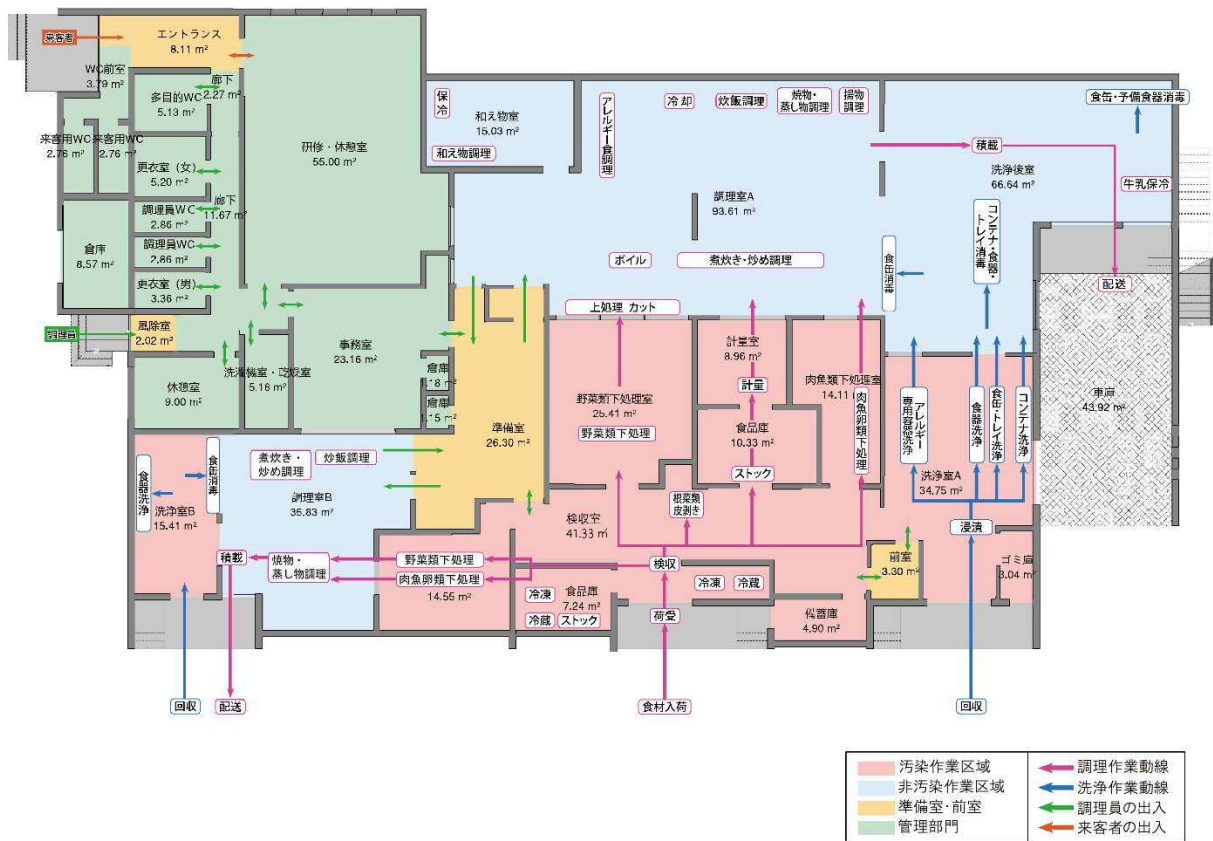 来客者
エントランス
8.11 m²
WC前室
3.79 m²
廊下
2.27 m²
多目的WC
5.13 m²
来客用WC
2.76 m²
来客用WC
2.76 m²
更衣室（女）
5.20 m²
廊下
11.67 m²
調理員WC
2.86 m²
調理員WC
2.86 m²
更衣室（男）
3.36 m²
倉庫
8.57 m²
調理員
風除室
2.02 m²
休憩室
9.00 m²
洗濯機室・乾燥室
5.16 m²
研修・休憩室
55.00 m²
事務室
23.16 m²
倉庫
1.18 m²
倉庫
1.15 m²
準備室
26.30 m²
保冷
和え物室
15.03 m²
和え物調理
アレルギー食調理
冷却
炊飯調理
焼物・
蒸し物調理
揚物
調理
調理室A
93.61 m²
ボイル
煮炊き・炒め調理
上処理 カット
食缶・予備食器消毒
積載
洗浄後室
66.64 m²
牛乳保冷
コンテナ・食器・
トレイ消毒
食缶消毒
配送
車庫
43.92 m²
野菜類下処理室
25.41 m²
野菜類下処理
計量室
8.96 m²
計量
食品庫
10.33 m²
ストック
肉魚類下処理室
14.11 m²
肉魚卵類下処理
アレルギー
専用容器洗浄
食器洗浄
食缶・トレイ洗浄
コンテナ洗浄
洗浄室A
34.75 m²
浸漬
ゴミ庫
3.04 m²
前室
3.30 m²
備蓄庫
4.90 m²
根菜類
皮剥き
検収室
41.33 ㎡
検収
冷凍
冷蔵
荷受
食材入荷
回収
食品庫
7.24 m²
冷凍
冷蔵
ストック
野菜類下処理
肉魚卵類下処理
14.55 m²
煮炊き・
炒め調理
炊飯調理
調理室B
35.83 m²
焼物・
蒸し物調理
積載
食器洗浄
食缶消毒
洗浄室B
15.41 m²
回収
配送
汚染作業区域
非汚染作業区域
準備室・前室
管理部門
調理作業動線
洗浄作業動線
調理員の出入
来客者の出入